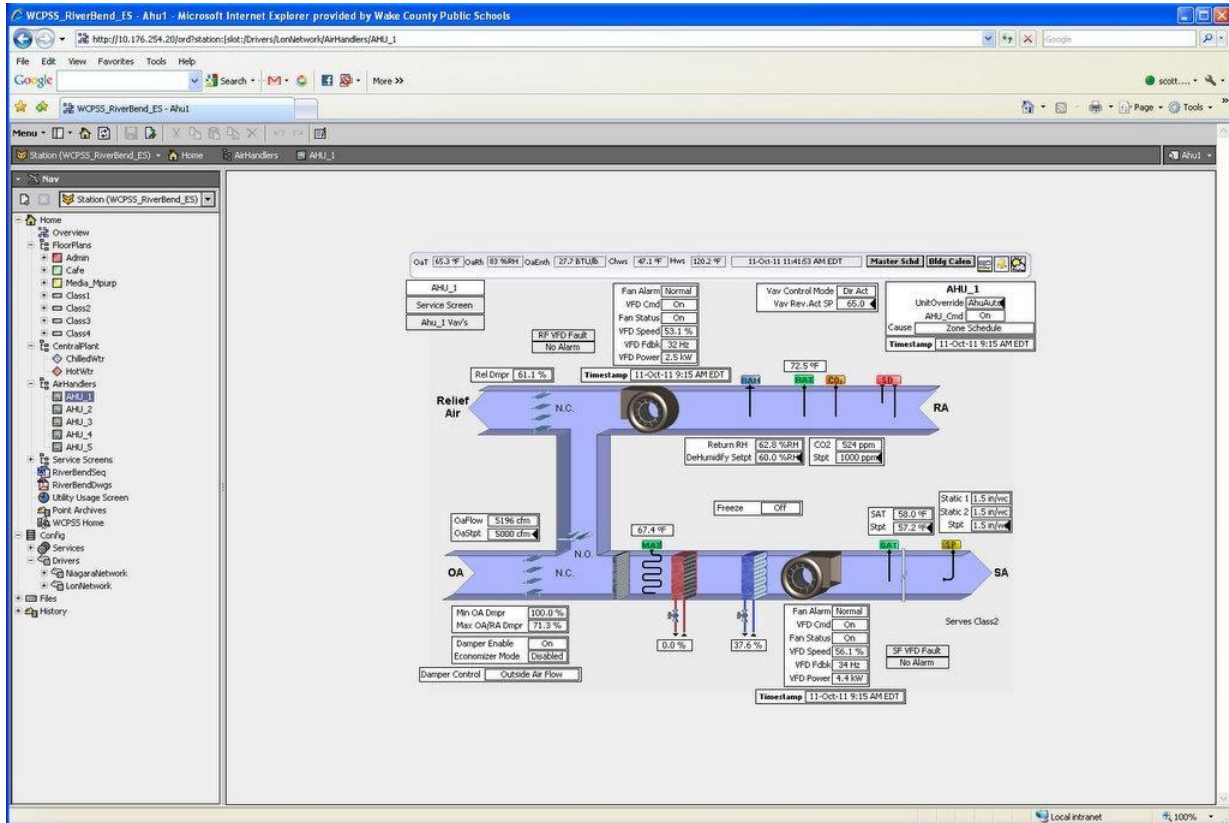 WCPSS_RiverBend_ES - Ahu1 - Microsoft Internet Explorer provided by Wake County Public Schools
http://10.176.254.20/ord?station:|slot:/Drivers/LonNetwork/AirHandlers/AHU_1
Google
File Edit View Favorites Tools Help
Google Search More >> scott....
WCPSS_RiverBend_ES - Ahu1 Page Tools
Menu
Station (WCPSS_RiverBend_ES) Home AirHandlers AHU_1 Ahu1
Nav
Station (WCPSS_RiverBend_ES)
Home
Overview
FloorPlans
Admin
Cafe
Media_Mpurp
Class1
Class2
Class3
Class4
CentralPlant
ChilledWtr
HotWtr
AirHandlers
AHU_1
AHU_2
AHU_3
AHU_4
AHU_5
Service Screens
RiverBendSeq
RiverBendDwgs
Utility Usage Screen
Point Archives
WCPSS Home
Config
Services
Drivers
NiagaraNetwork
LonNetwork
Files
History
OaT 65.3 ºF OaRh 83 %RH OaEnth 27.7 BTU/lb Chws 47.1 ºF Hws 120.2 ºF 11-Oct-11 11:41:53 AM EDT Master Schd Bldg Calen
AHU_1
Service Screen
Ahu_1 Vav's
RF VFD Fault
No Alarm
Fan Alarm Normal
VFD Cmd On
Fan Status On
VFD Speed 53.1 %
VFD Fdbk 32 Hz
VFD Power 2.5 kW
Timestamp 11-Oct-11 9:15 AM EDT
Vav Control Mode Dir Act
Vav Rev.Act SP 65.0
AHU_1
UnitOverride AhuAuto
AHU_Cmd On
Cause Zone Schedule
Timestamp 11-Oct-11 9:15 AM EDT
Rel Dmpr 61.1 %
72.5 ºF
RAH RAT CO2 SD
Relief Air
N.C.
RA
Return RH 62.8 %RH
DeHumidify Setpt 60.0 %RH
CO2 524 ppm
Stpt 1000 ppm
Freeze Off
OaFlow 5196 cfm
OaStpt 5000 cfm
67.4 ºF
MAT
SAT 58.0 ºF
Stpt 57.2 ºF
Static 1 1.5 in/wc
Static 2 1.5 in/wc
Stpt 1.5 in/wc
SAT SP
N.O.
OA
N.C.
SA
Min OA Dmpr 100.0 %
Max OA/RA Dmpr 71.3 %
Damper Enable On
Economizer Mode Disabled
Damper Control Outside Air Flow
0.0 %
37.6 %
Fan Alarm Normal
VFD Cmd On
Fan Status On
VFD Speed 56.1 %
VFD Fdbk 34 Hz
VFD Power 4.4 kW
Timestamp 11-Oct-11 9:15 AM EDT
SF VFD Fault
No Alarm
Serves Class2
Local intranet 100%